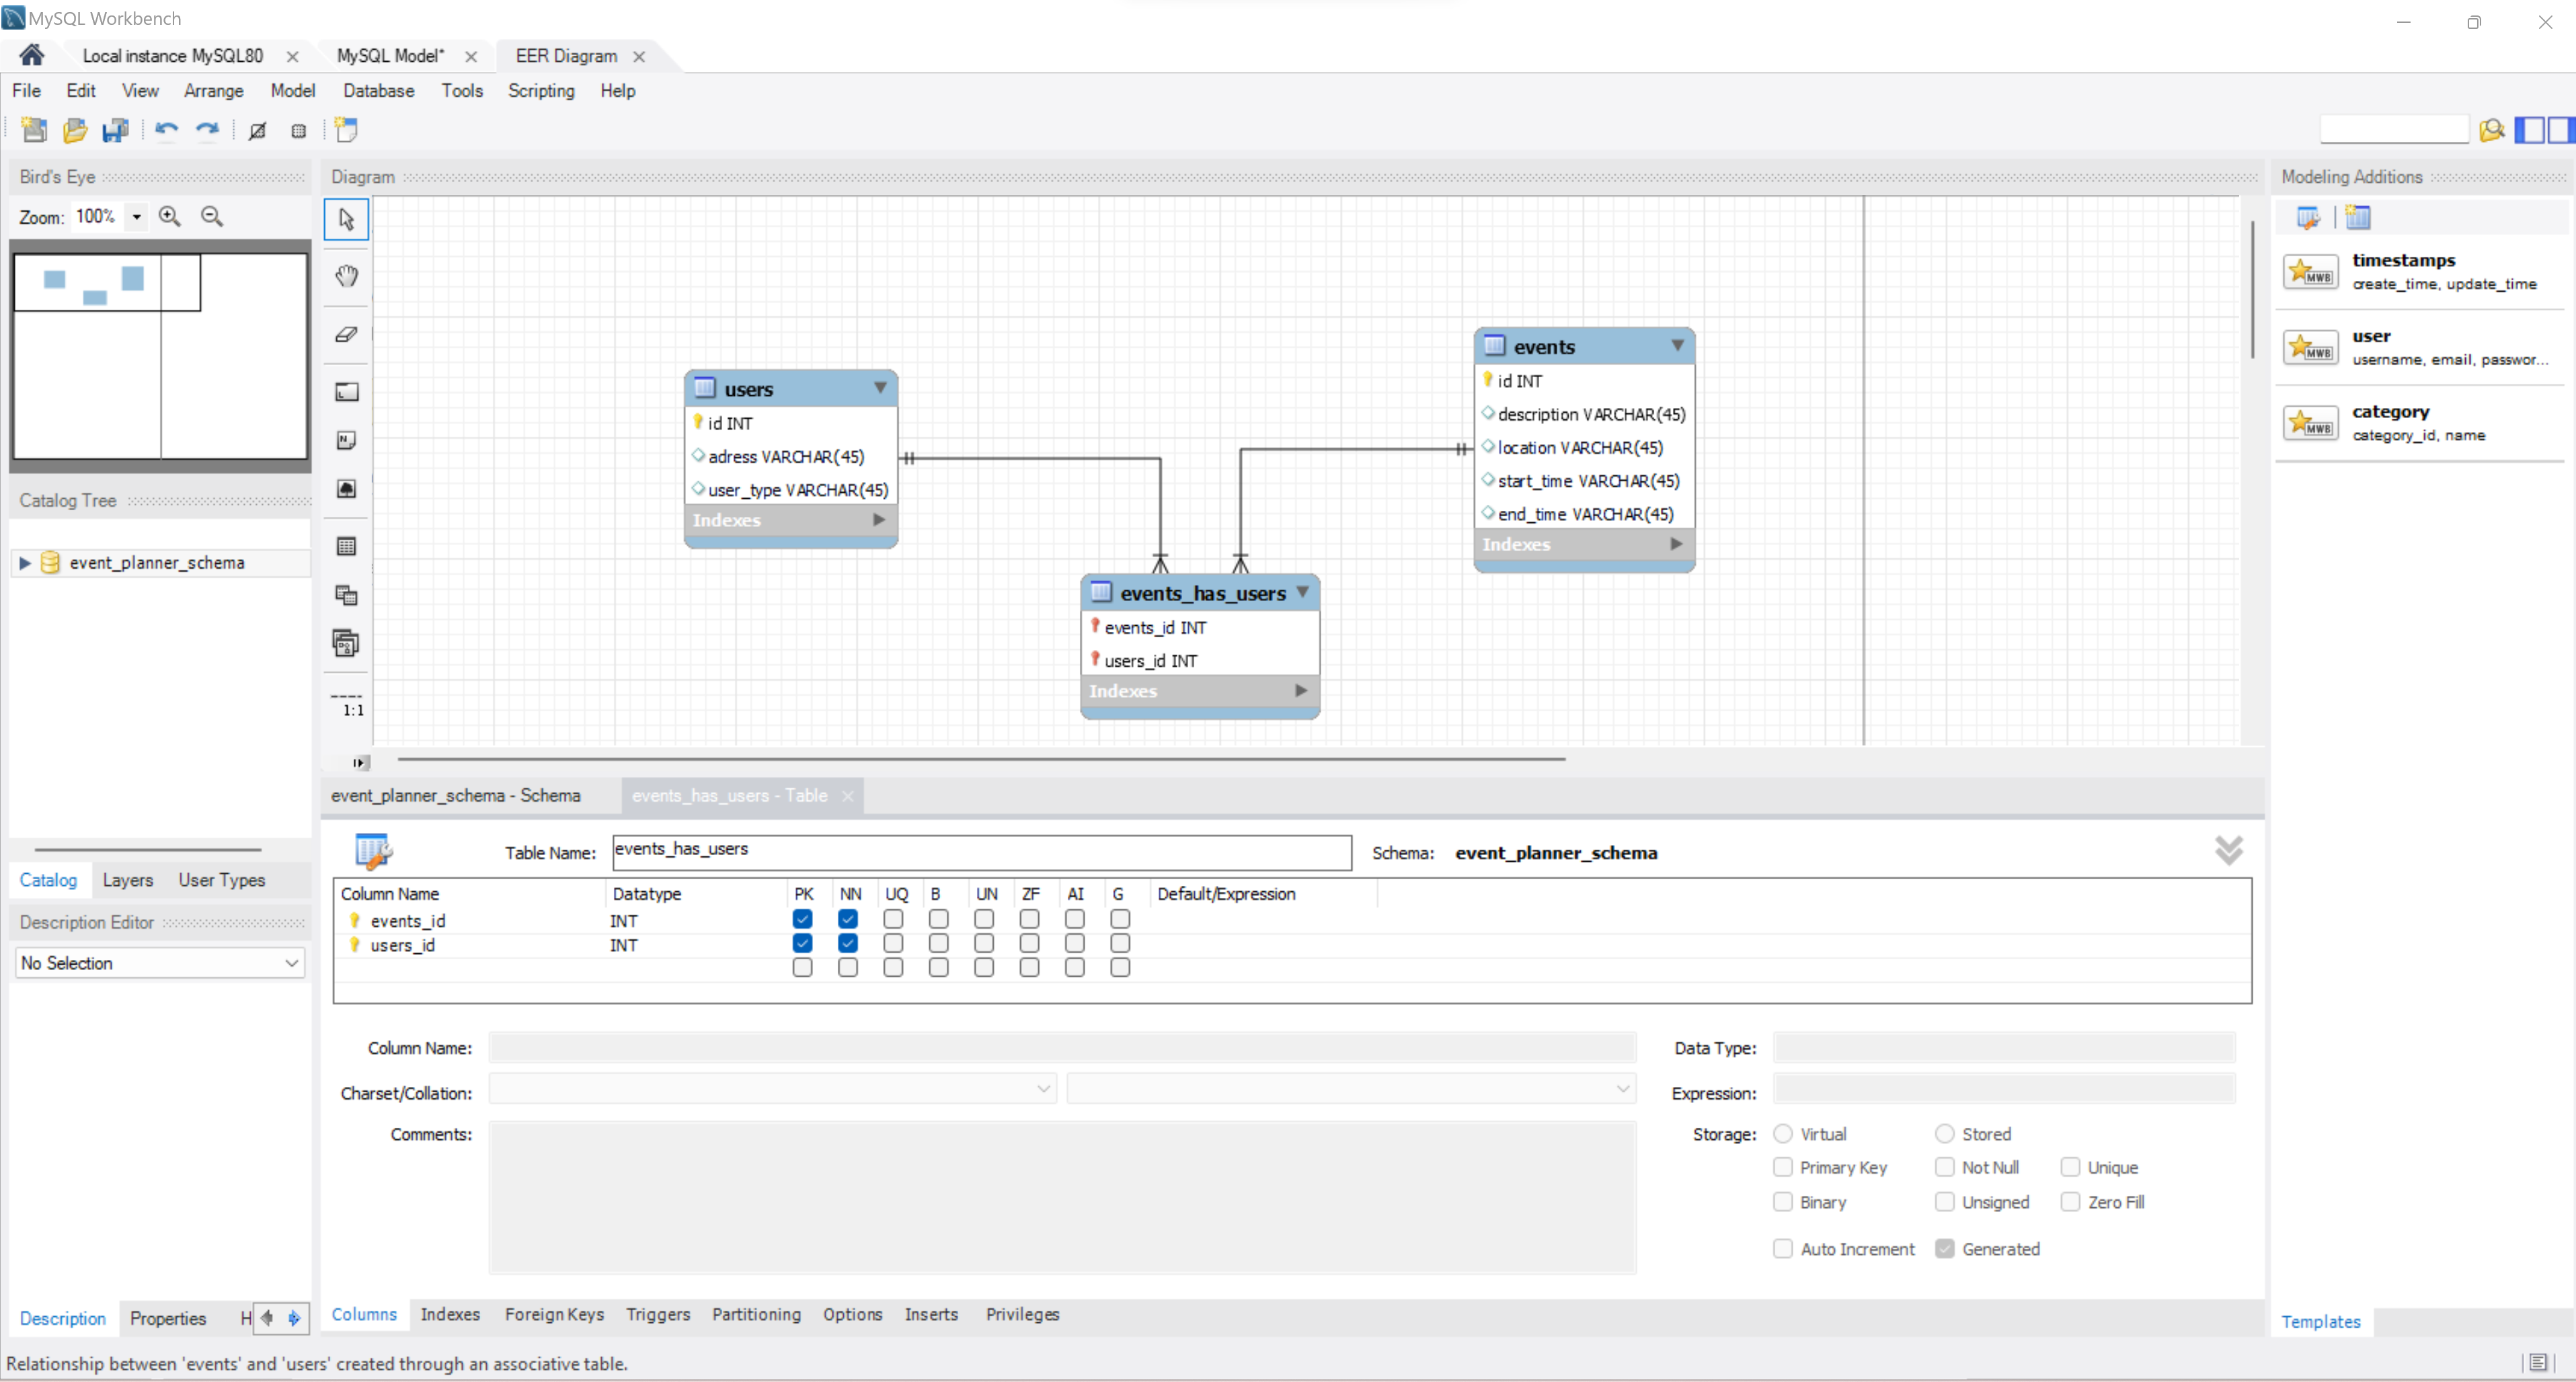 MySQL Workbench
Local instance MySQL80
MySQL Model*
EER Diagram
File Edit View Arrange Model Database Tools Scripting Help
Bird's Eye
Zoom: 100%
Catalog Tree
event_planner_schema
Catalog Layers User Types
Description Editor
No Selection
Description Properties H
Diagram
1:1
users
id INT
adress VARCHAR(45)
user_type VARCHAR(45)
Indexes
events
id INT
description VARCHAR(45)
location VARCHAR(45)
start_time VARCHAR(45)
end_time VARCHAR(45)
Indexes
events_has_users
events_id INT
users_id INT
Indexes
event_planner_schema - Schema
events_has_users - Table
Table Name: events_has_users Schema: event_planner_schema
Column Name Datatype PK NN UQ B UN ZF AI G Default/Expression
events_id INT
users_id INT
Column Name:
Data Type:
Charset/Collation:
Expression:
Comments:
Storage: Virtual Stored
Primary Key Not Null Unique
Binary Unsigned Zero Fill
Auto Increment Generated
Columns Indexes Foreign Keys Triggers Partitioning Options Inserts Privileges
Modeling Additions
MWB
timestamps
create_time, update_time
MWB
user
username, email, passwor...
MWB
category
category_id, name
Templates
Relationship between 'events' and 'users' created through an associative table.